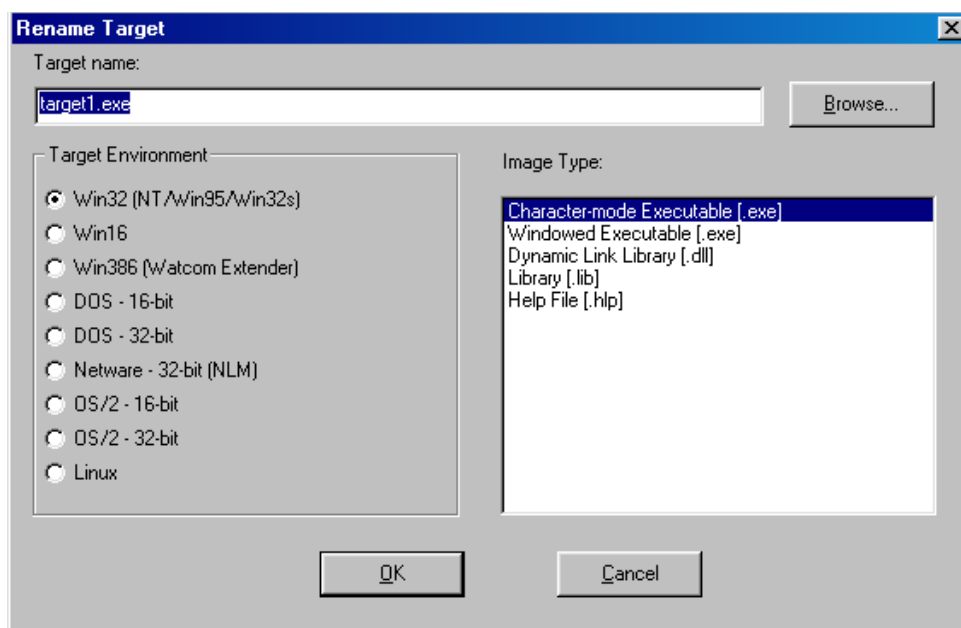 Rename Target
Target name:
target1.exe
Browse...
Target Environment
Win32 (NT/Win95/Win32s)
Win16
Win386 (Watcom Extender)
DOS - 16-bit
DOS - 32-bit
Netware - 32-bit (NLM)
OS/2 - 16-bit
OS/2 - 32-bit
Linux
Image Type:
Character-mode Executable [.exe]
Windowed Executable [.exe]
Dynamic Link Library [.dll]
Library [.lib]
Help File [.hlp]
OK
Cancel